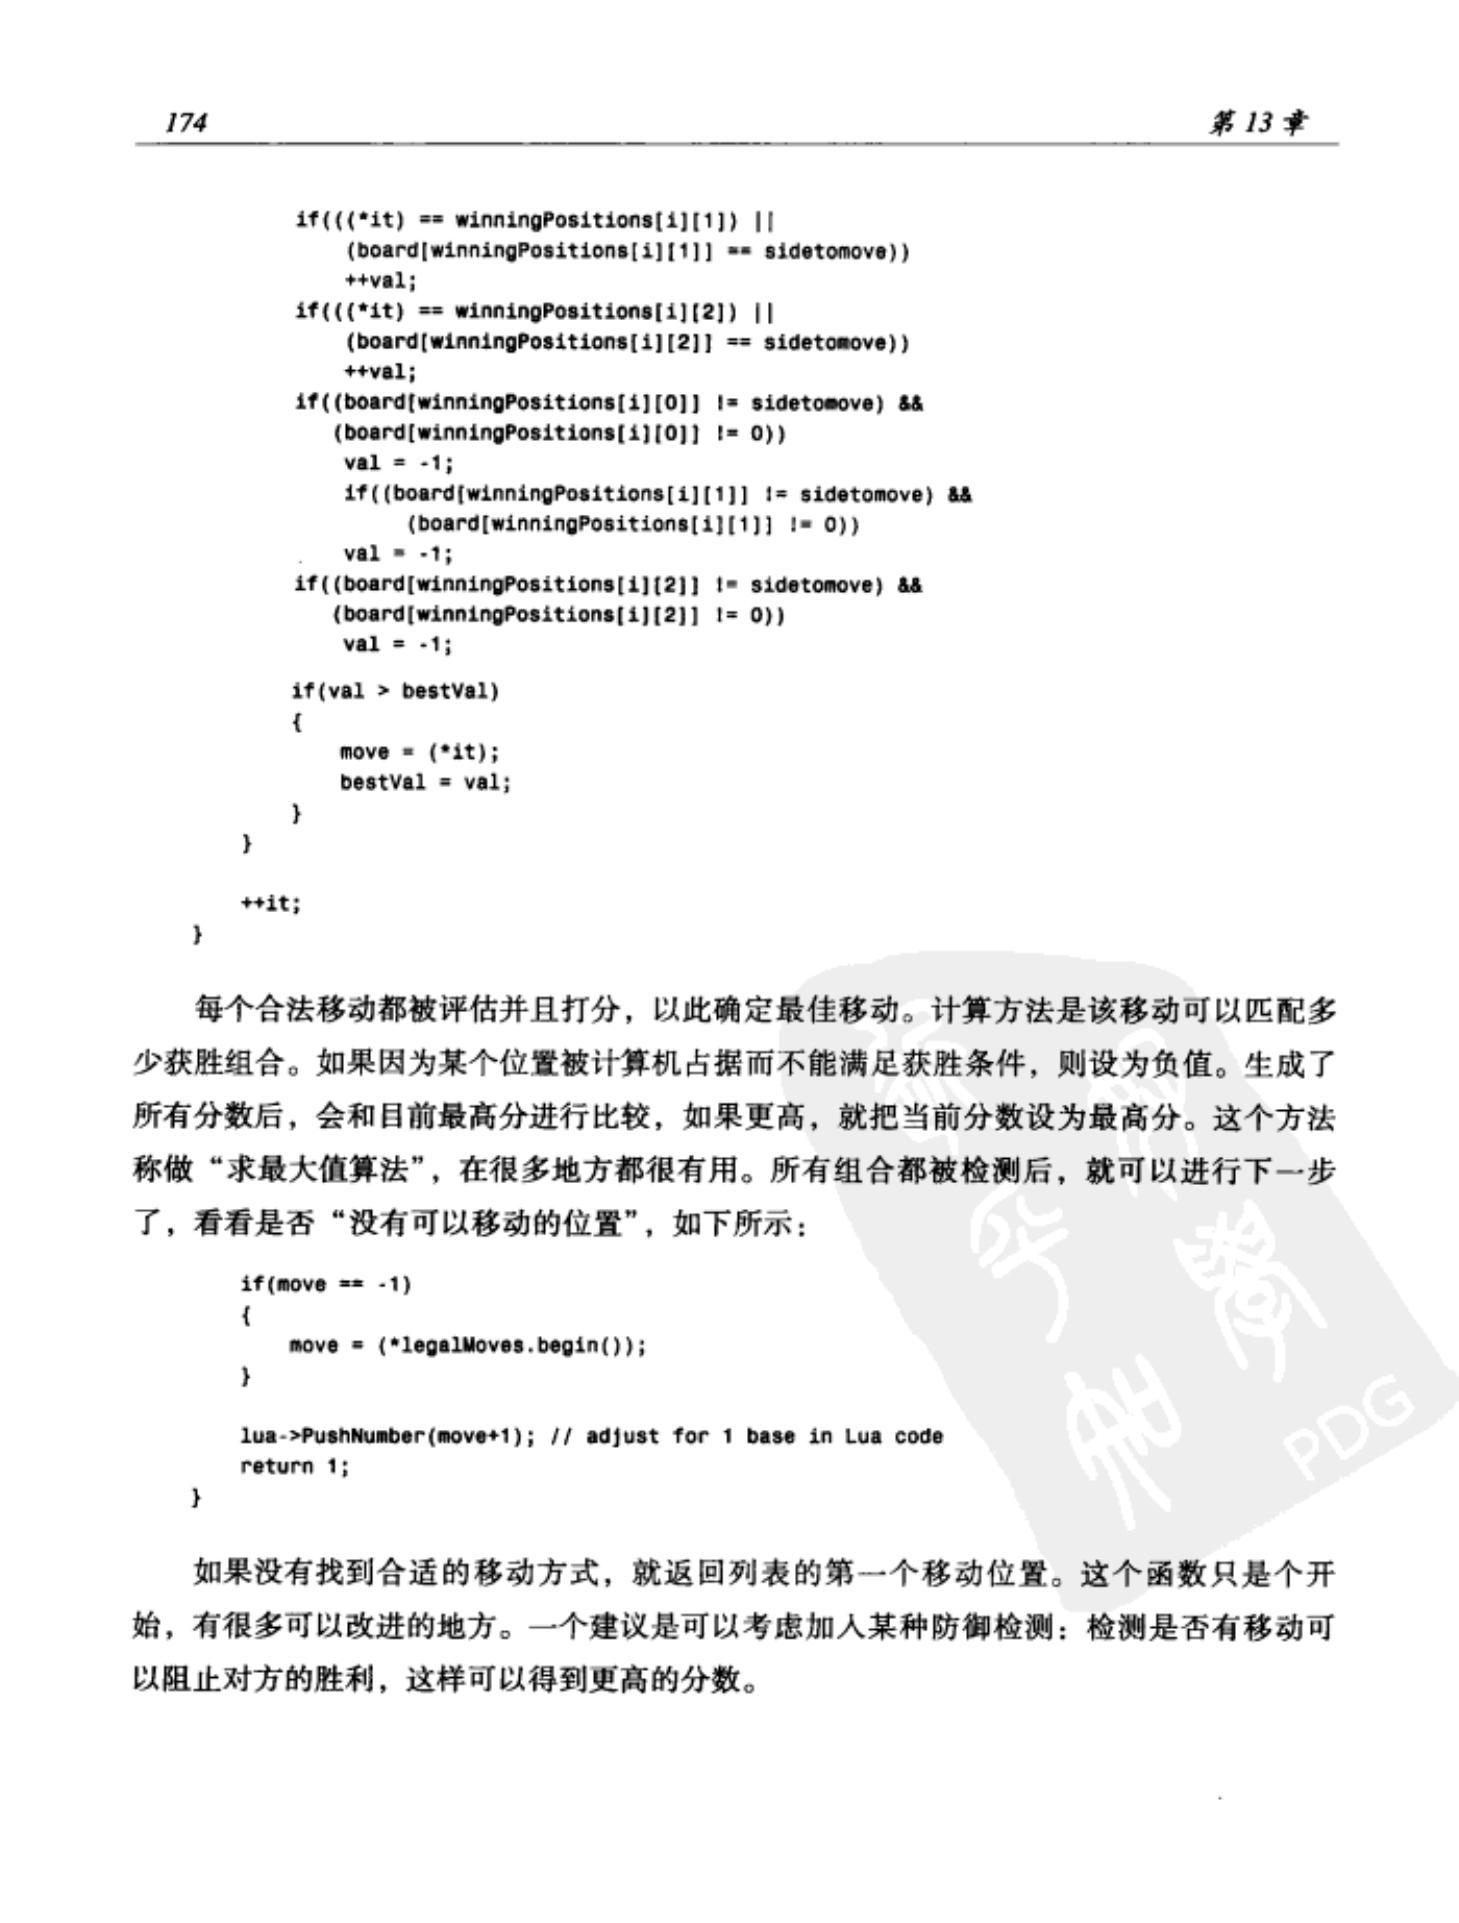 174
第 13 章
if(((*it) == winningPositions[i][1]) ||
(board[winningPositions[i][1]] == sidetomove))
++val;
if(((*it) == winningPositions[i][2]) ||
(board[winningPositions[i][2]] == sidetomove))
++val;
if((board[winningPositions[i][0]] != sidetomove) &&
(board[winningPositions[i][0]] != 0))
val = -1;
if((board[winningPositions[i][1]] != sidetomove) &&
(board[winningPositions[i][1]] != 0))
val = -1;
if((board[winningPositions[i][2]] != sidetomove) &&
(board[winningPositions[i][2]] != 0))
val = -1;
if(val > bestVal)
{
move = (*it);
bestVal = val;
}
}
++it;
}
每个合法移动都被评估并且打分，以此确定最佳移动。计算方法是该移动可以匹配多
少获胜组合。如果因为某个位置被计算机占据而不能满足获胜条件，则设为负值。生成了
所有分数后，会和目前最高分进行比较，如果更高，就把当前分数设为最高分。这个方法
称做“求最大值算法”，在很多地方都很有用。所有组合都被检测后，就可以进行下一步
了，看看是否“没有可以移动的位置”，如下所示：
if(move == -1)
{
move = (*legalMoves.begin());
}
lua->PushNumber(move+1); // adjust for 1 base in Lua code
return 1;
}
如果没有找到合适的移动方式，就返回列表的第一个移动位置。这个函数只是个开
始，有很多可以改进的地方。一个建议是可以考虑加入某种防御检测：检测是否有移动可
以阻止对方的胜利，这样可以得到更高的分数。
PDG